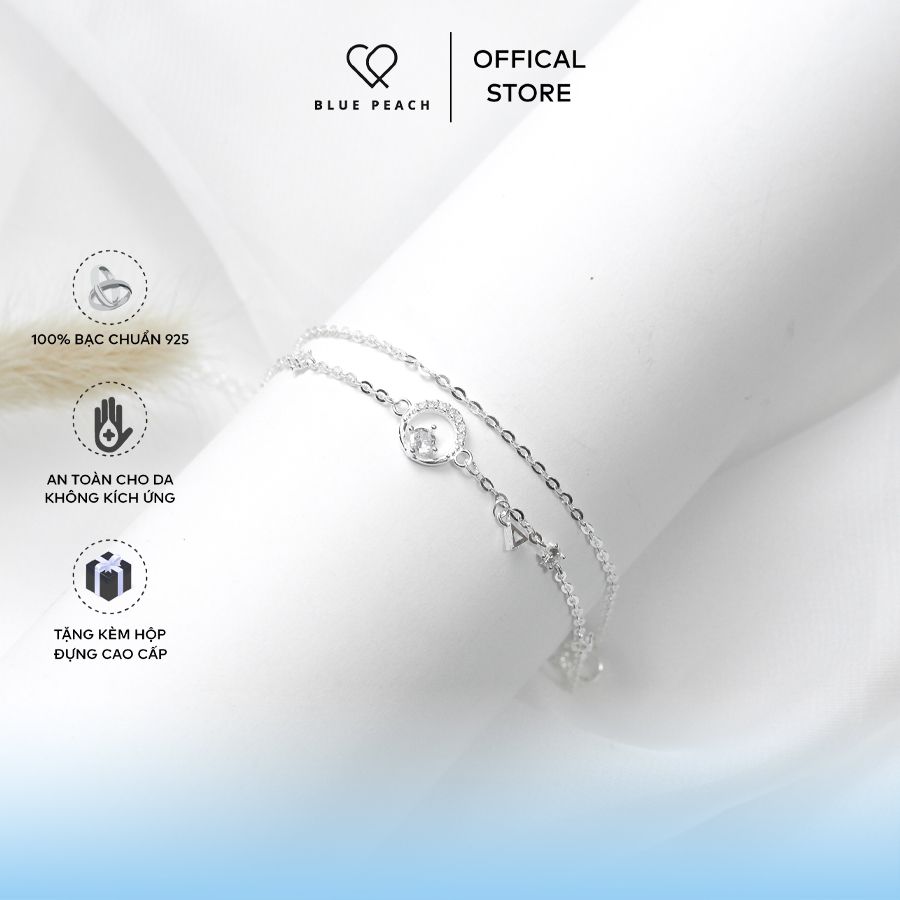 BLUE PEACH
OFFICAL
STORE
100% BẠC CHUẨN 925
AN TOÀN CHO DA
KHÔNG KÍCH ỨNG
TẶNG KÈM HỘP
ĐỰNG CAO CẤP